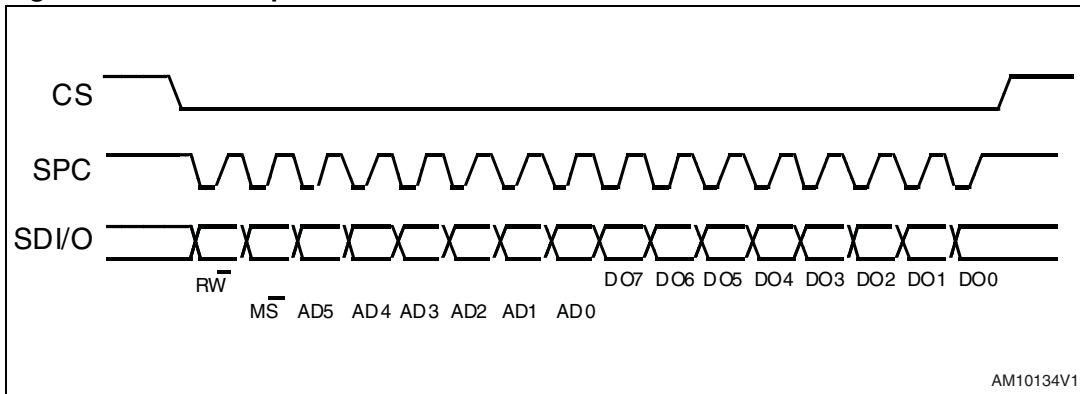 CS
SPC
SDI/O
RW
DO7 DO6 DO5 DO4 DO3 DO2 DO1 DO0
MS AD5 AD4 AD3 AD2 AD1 AD0
AM10134V1